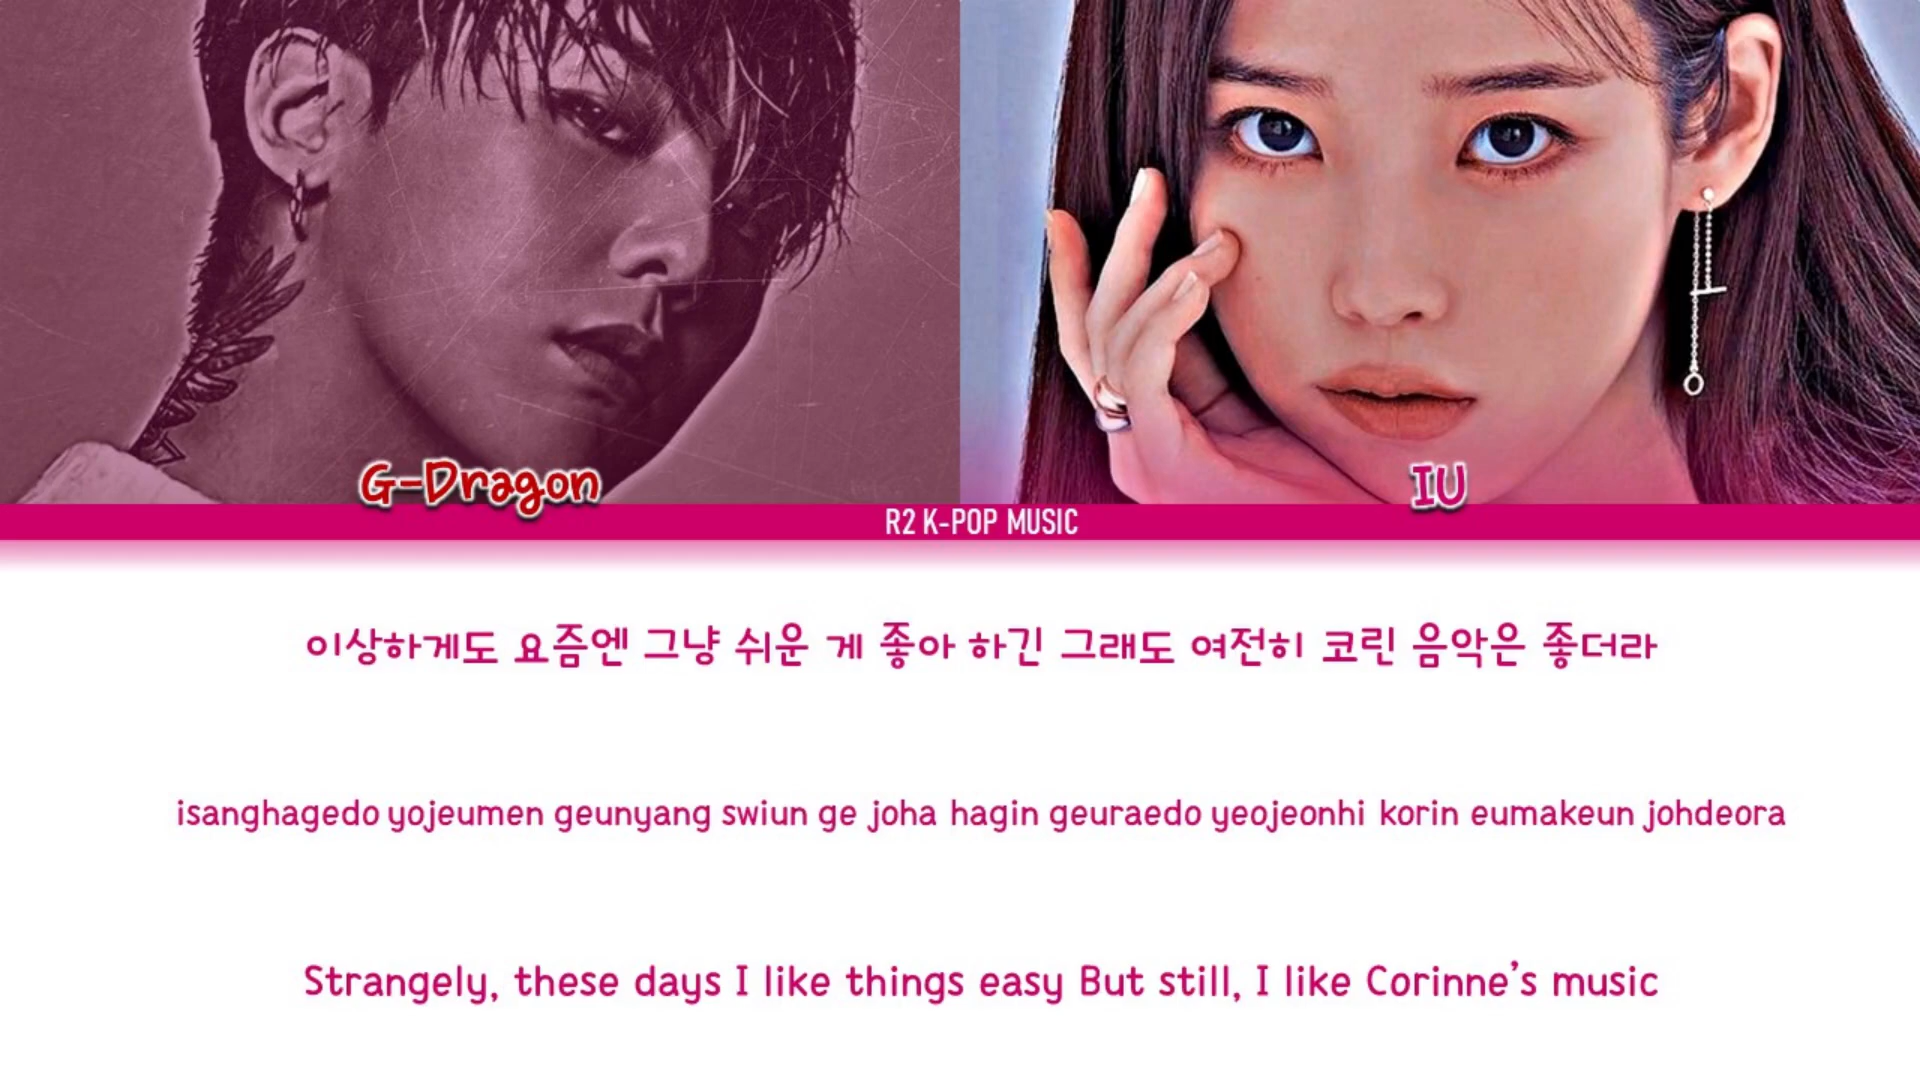 G-Dragon
IU
R2 K-POP MUSIC
이상하게도 요즘엔 그냥 쉬운 게 좋아 하긴 그래도 여전히 코린 음악은 좋더라
isanghagedo yojeumen geunyang swiun ge joha hagin geuraedo yeojeonhi korin eumakeun johdeora
Strangely, these days I like things easy But still, I like Corinne’s music